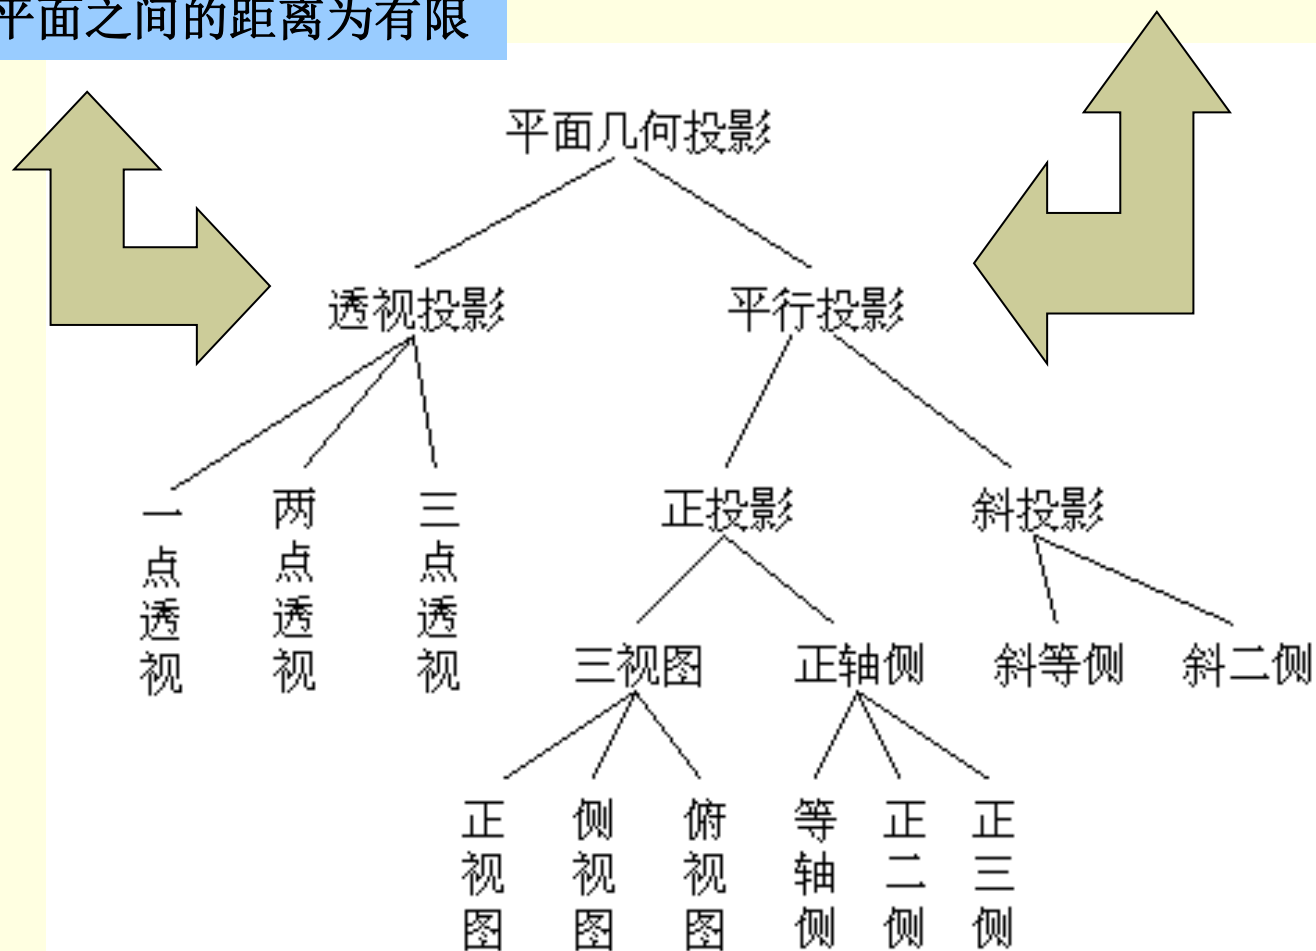 平面之间的距离为有限
平面几何投影
透视投影
平行投影
一点透视
两点透视
三点透视
正投影
斜投影
三视图
正轴侧
斜等侧
斜二侧
正视图
侧视图
俯视图
等轴侧
正二侧
正三侧